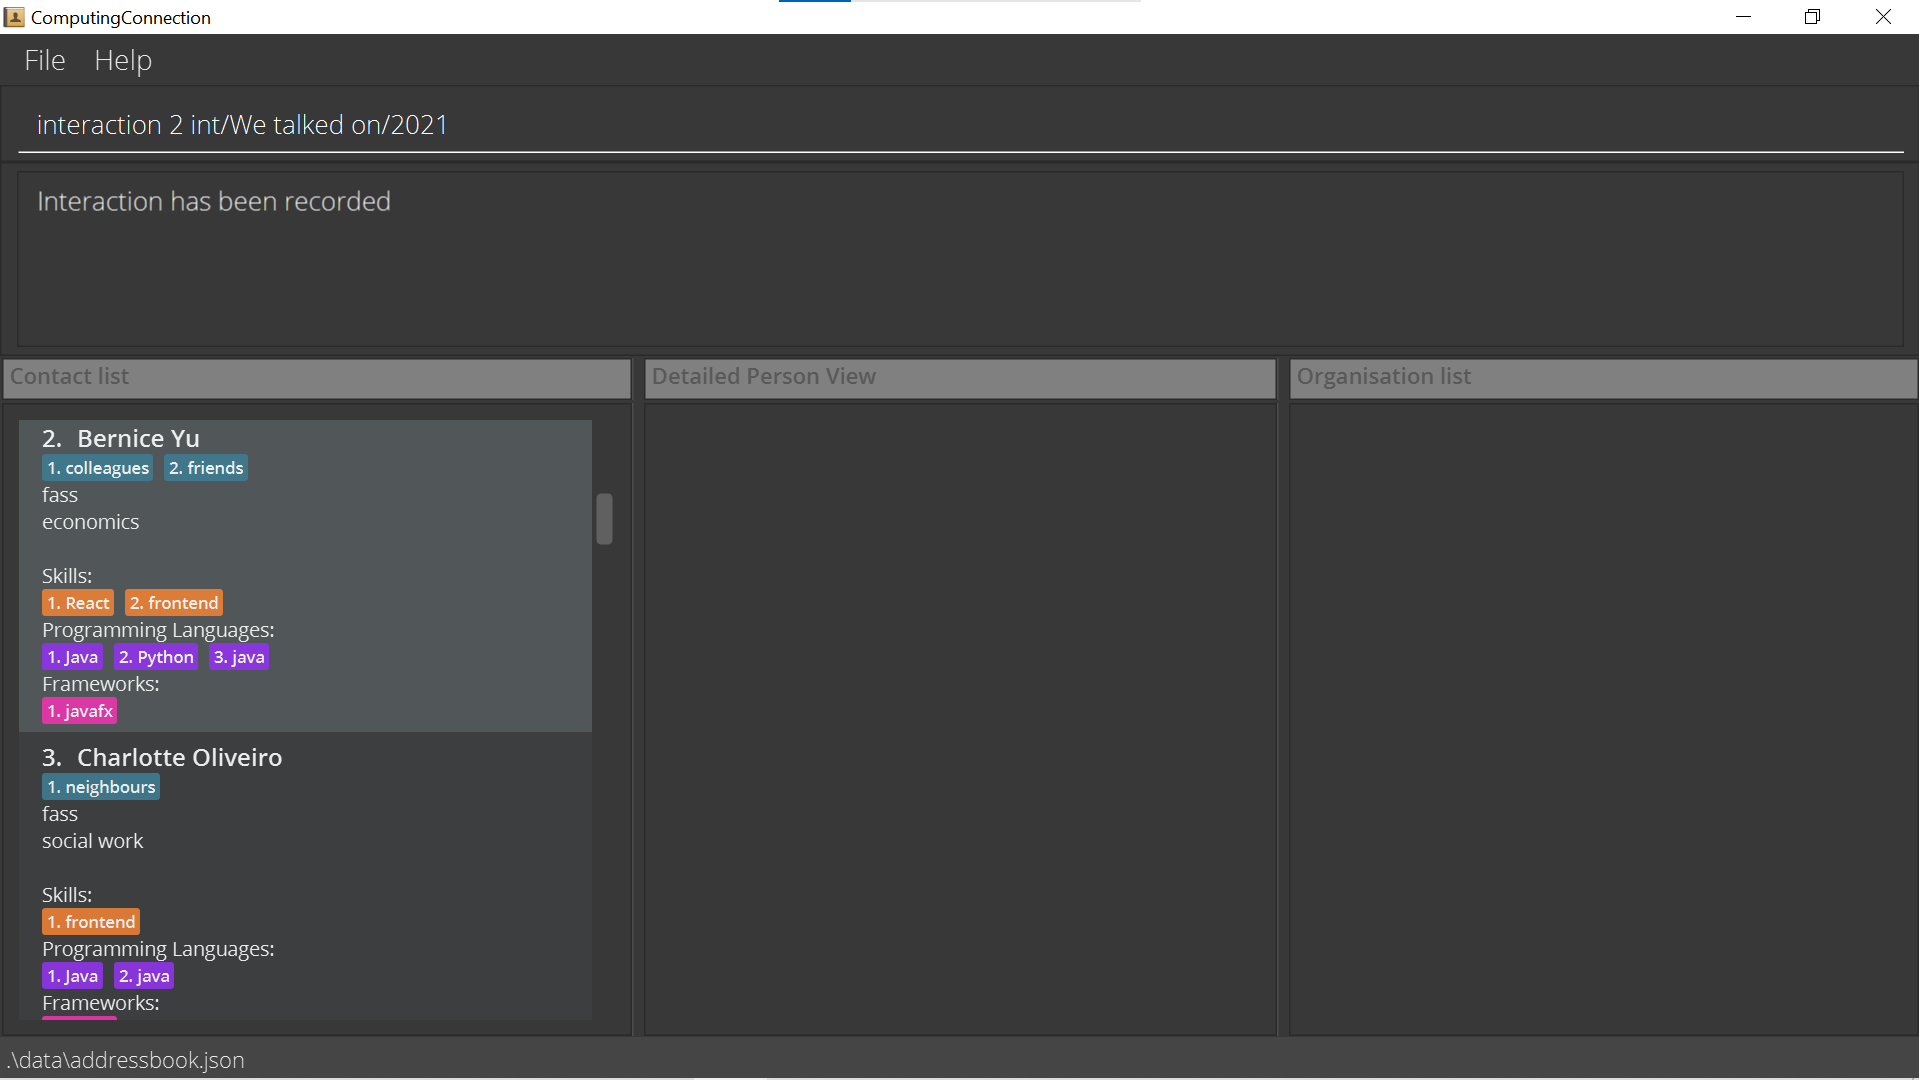 ComputingConnection
File Help
interaction 2 int/We talked on/2021
Interaction has been recorded
Contact list
2. Bernice Yu
1. colleagues 2. friends
fass
economics
Skills:
1. React 2. frontend
Programming Languages:
1. Java 2. Python 3. java
Frameworks:
1. javafx
3. Charlotte Oliveiro
1. neighbours
fass
social work
Skills:
1. frontend
Programming Languages:
1. Java 2. java
Frameworks:
Detailed Person View
Organisation list
.\data\addressbook.json